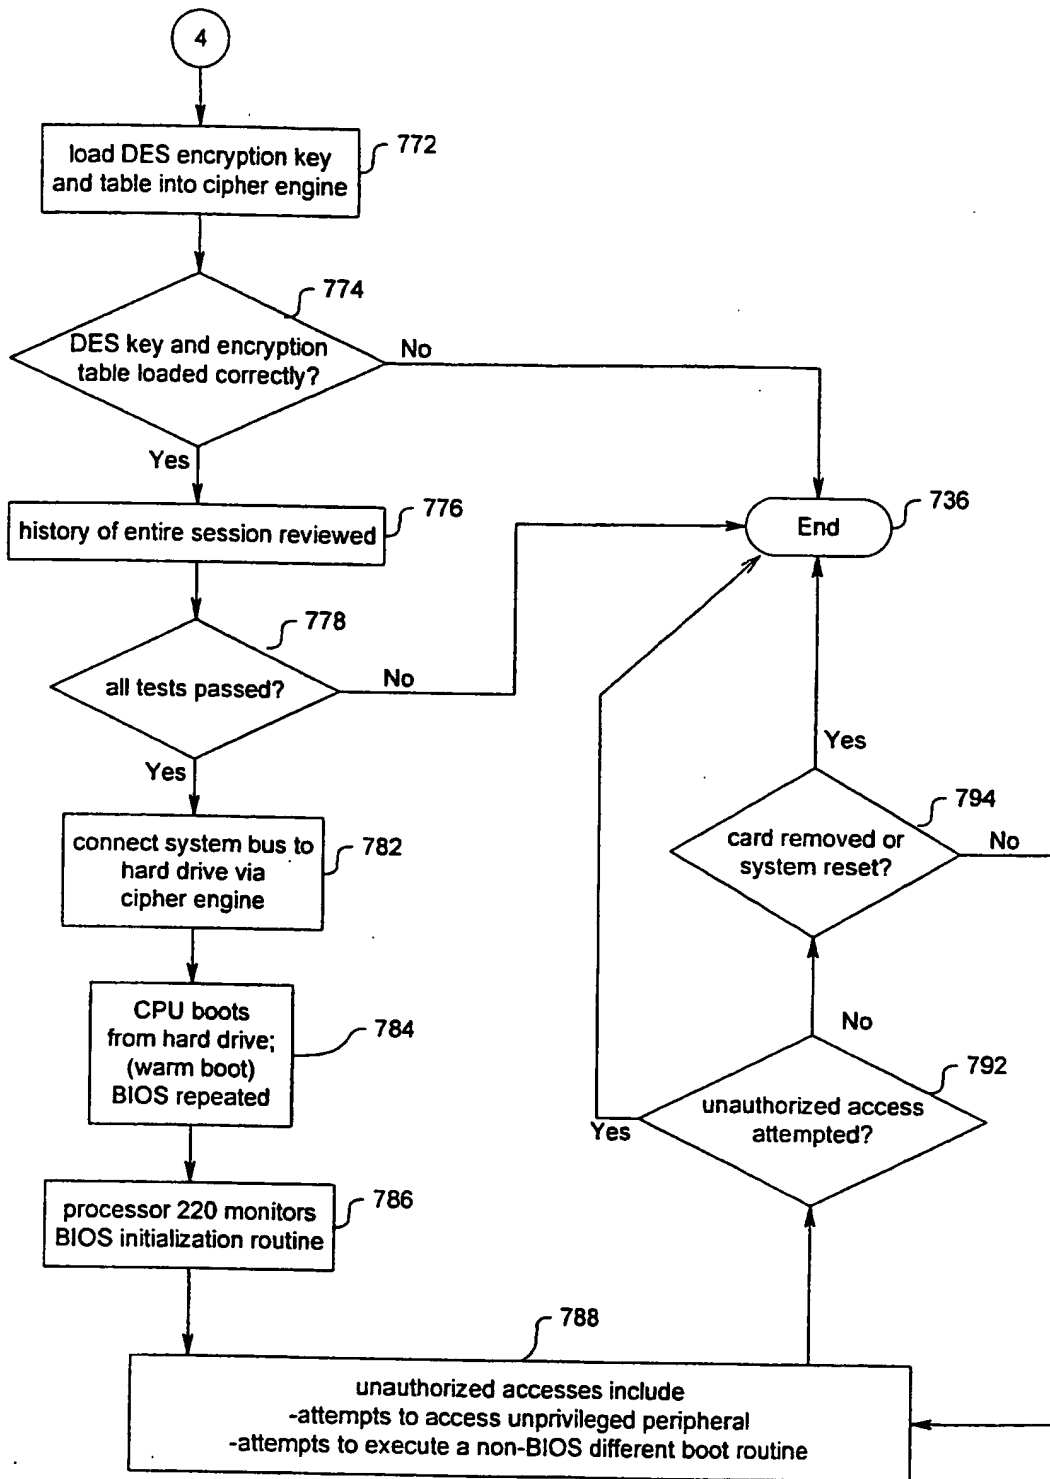 4
load DES encryption key
and table into cipher engine
772
774
DES key and encryption
table loaded correctly?
No
Yes
history of entire session reviewed
776
End
736
778
all tests passed?
No
Yes
connect system bus to
hard drive via
cipher engine
782
CPU boots
from hard drive;
(warm boot)
BIOS repeated
784
processor 220 monitors
BIOS initialization routine
786
788
unauthorized accesses include
-attempts to access unprivileged peripheral
-attempts to execute a non-BIOS different boot routine
792
unauthorized access
attempted?
Yes
No
794
card removed or
system reset?
No
Yes